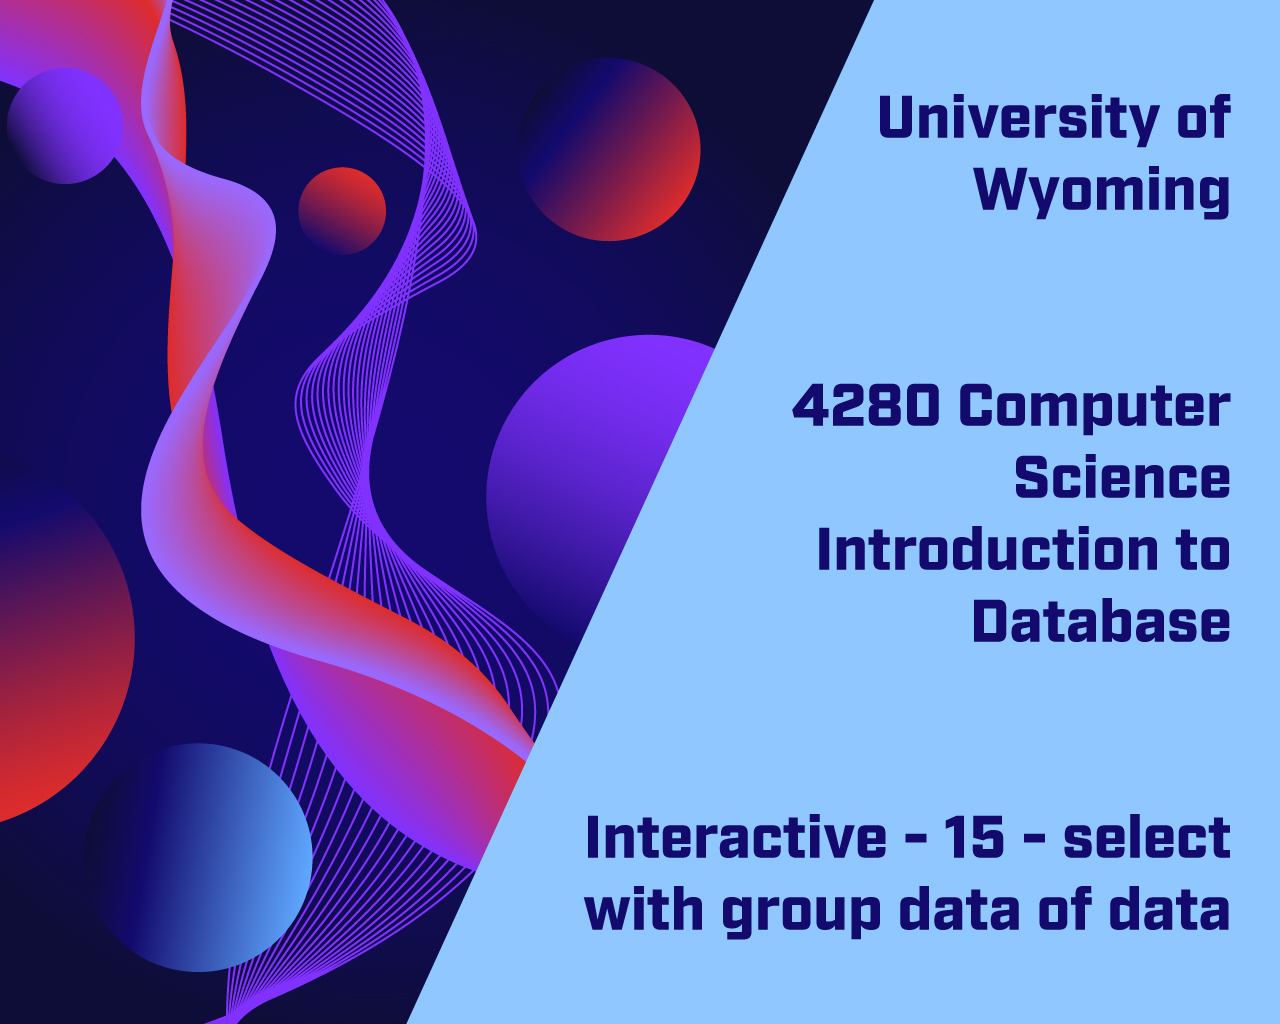 University of
Wyoming
4280 Computer
Science
Introduction to
Database
Interactive - 15 - select
with group data of data